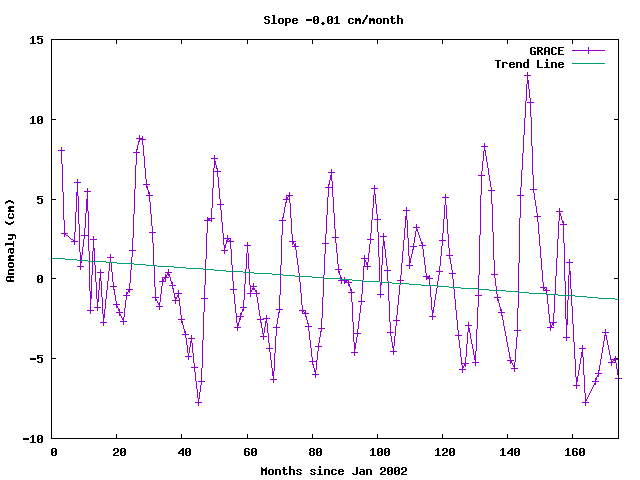 Slope -0.01 cm/month
GRACE
Trend Line
15
10
5
0
-5
-10
Anomaly (cm)
0 20 40 60 80 100 120 140 160
Months since Jan 2002